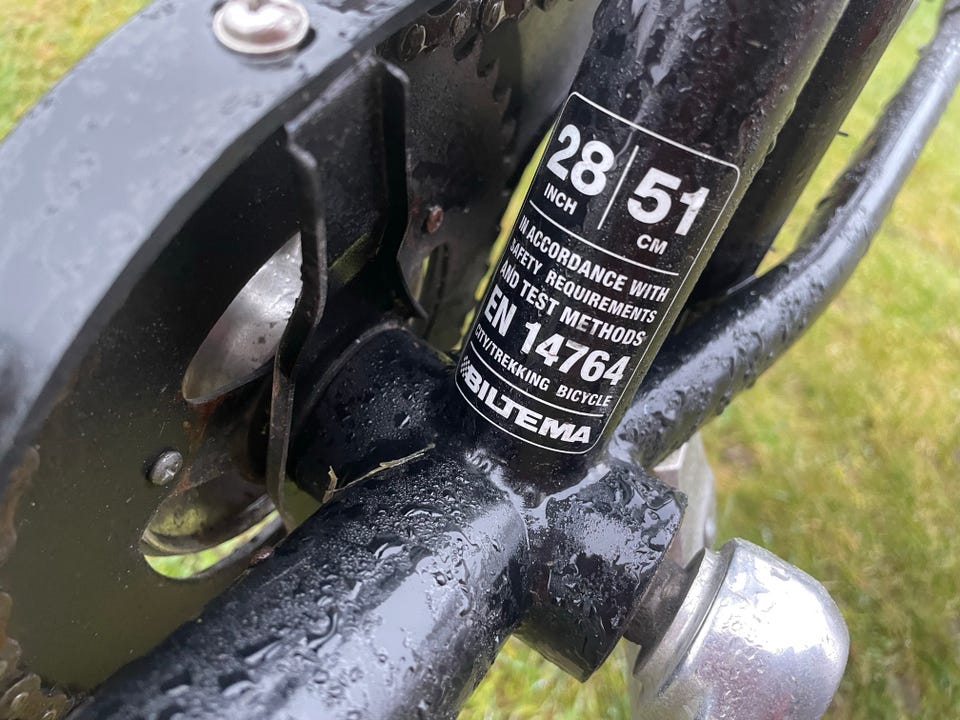 28 | 51
INCH CM
IN ACCORDANCE WITH
SAFETY REQUIREMENTS
AND TEST METHODS
EN 14764
CITY/TREKKING BICYCLE
BILTEMA